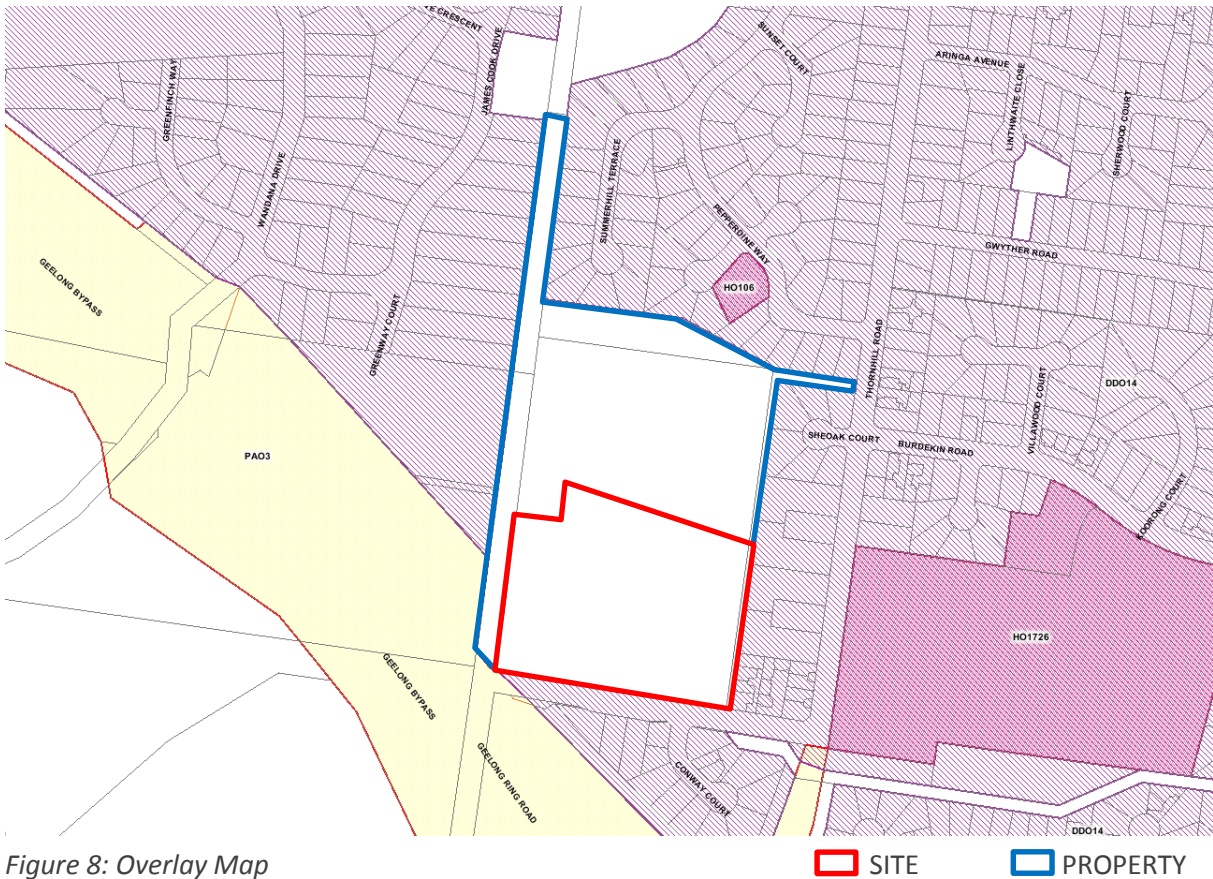 VE CRESCENT
JAMES COOK DRIVE
GREENFINCH WAY
WANDANA DRIVE
SUNSET COURT
ARINGA AVENUE
LINTHWAITE CLOSE
SHERWOOD COURT
SUMMERHILL TERRACE
PEPPERDINE WAY
GWYTHER ROAD
GEELONG BYPASS
HO106
GREENWAY COURT
THORNHILL ROAD
DDO14
VILLAWOOD COURT
SHEOAK COURT
BURDEKIN ROAD
PAO3
KOORONG COURT
HO1726
GEELONG BYPASS
GEELONG RING ROAD
CONWAY COURT
DDO14
Figure 8: Overlay Map
SITE
PROPERTY